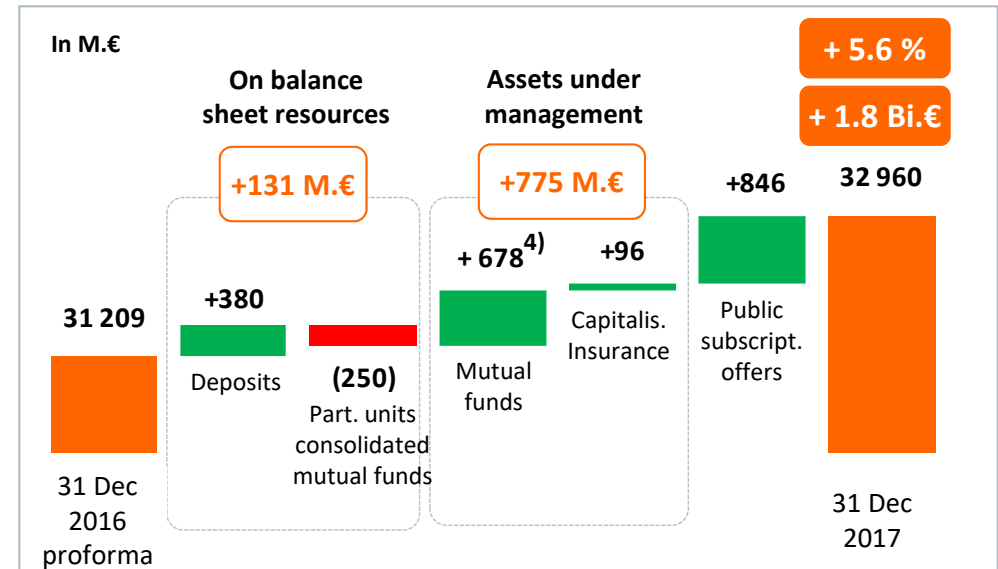 In M.€
+ 5.6 %
+ 1.8 Bi.€
On balance
sheet resources
+131 M.€
Assets under
management
+775 M.€
31 209
+380
Deposits
(250)
Part. units
consolidated
mutual funds
+ 678 4)
Mutual
funds
+96
Capitalis.
Insurance
+846
Public
subscript.
offers
32 960
31 Dec
2016
proforma
31 Dec
2017